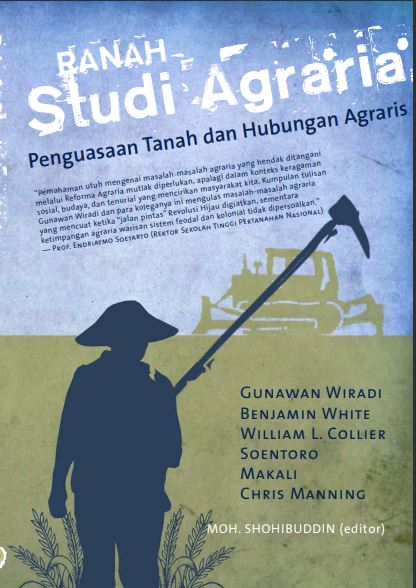 RANAH
Studi Agraria
Penguasaan Tanah dan Hubungan Agraris
"Pemahaman utuh mengenai masalah-masalah agraria yang hendak ditangani
melalui Reforma Agraria mutlak diperlukan, apalagi dalam konteks keragaman
sosial, budaya, dan tenurial yang mencirikan masyarakat kita. Kumpulan tulisan
Gunawan Wiradi dan para koleganya ini mengulas masalah-masalah agraria
yang mencuat ketika "jalan pintas" Revolusi Hijau digiatkan, sementara
ketimpangan agraria warisan sistem feodal dan kolonial tidak dipersoalkan."
— PROF. ENDRIATMO SOETARTO (REKTOR SEKOLAH TINGGI PERTANAHAN NASIONAL)
GUNAWAN WIRADI
BENJAMIN WHITE
WILLIAM L. COLLIER
SOENTORO
MAKALI
CHRIS MANNING
MOH. SHOHIBUDDIN (editor)